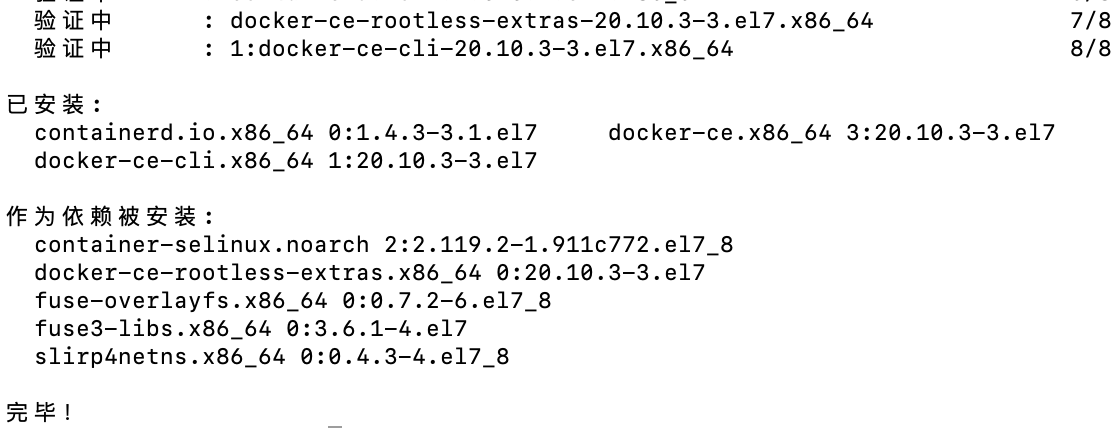 验证中 : docker-ce-rootless-extras-20.10.3-3.el7.x86_64 7/8
验证中 : 1:docker-ce-cli-20.10.3-3.el7.x86_64 8/8
已安装:
containerd.io.x86_64 0:1.4.3-3.1.el7 docker-ce.x86_64 3:20.10.3-3.el7
docker-ce-cli.x86_64 1:20.10.3-3.el7
作为依赖被安装:
container-selinux.noarch 2:2.119.2-1.911c772.el7_8
docker-ce-rootless-extras.x86_64 0:20.10.3-3.el7
fuse-overlayfs.x86_64 0:0.7.2-6.el7_8
fuse3-libs.x86_64 0:3.6.1-4.el7
slirp4netns.x86_64 0:0.4.3-4.el7_8
完毕!